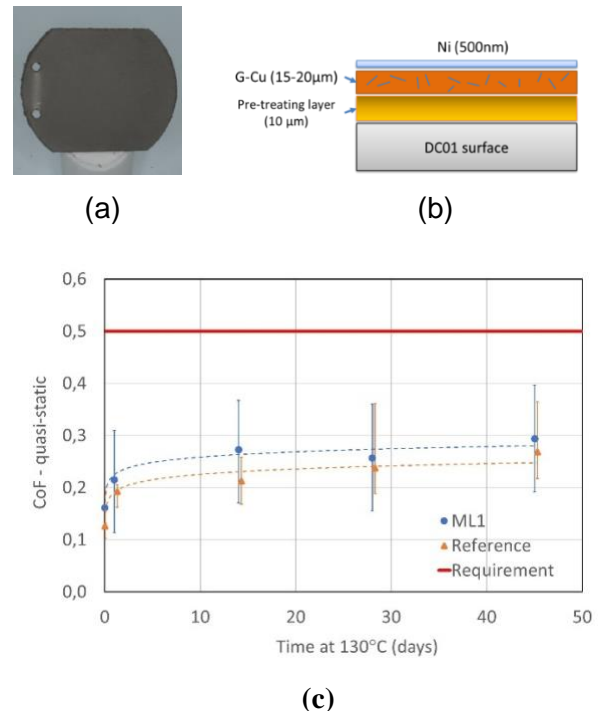 Ni (500nm)
G-Cu (15-20µm)
Pre-treating layer
(10 µm)
DC01 surface
(a)
(b)
0,6
0,5
0,4
0,3
0,2
0,1
0,0
CoF - quasi-static
ML1
Reference
Requirement
0
10
20
30
40
50
Time at 130°C (days)
(c)